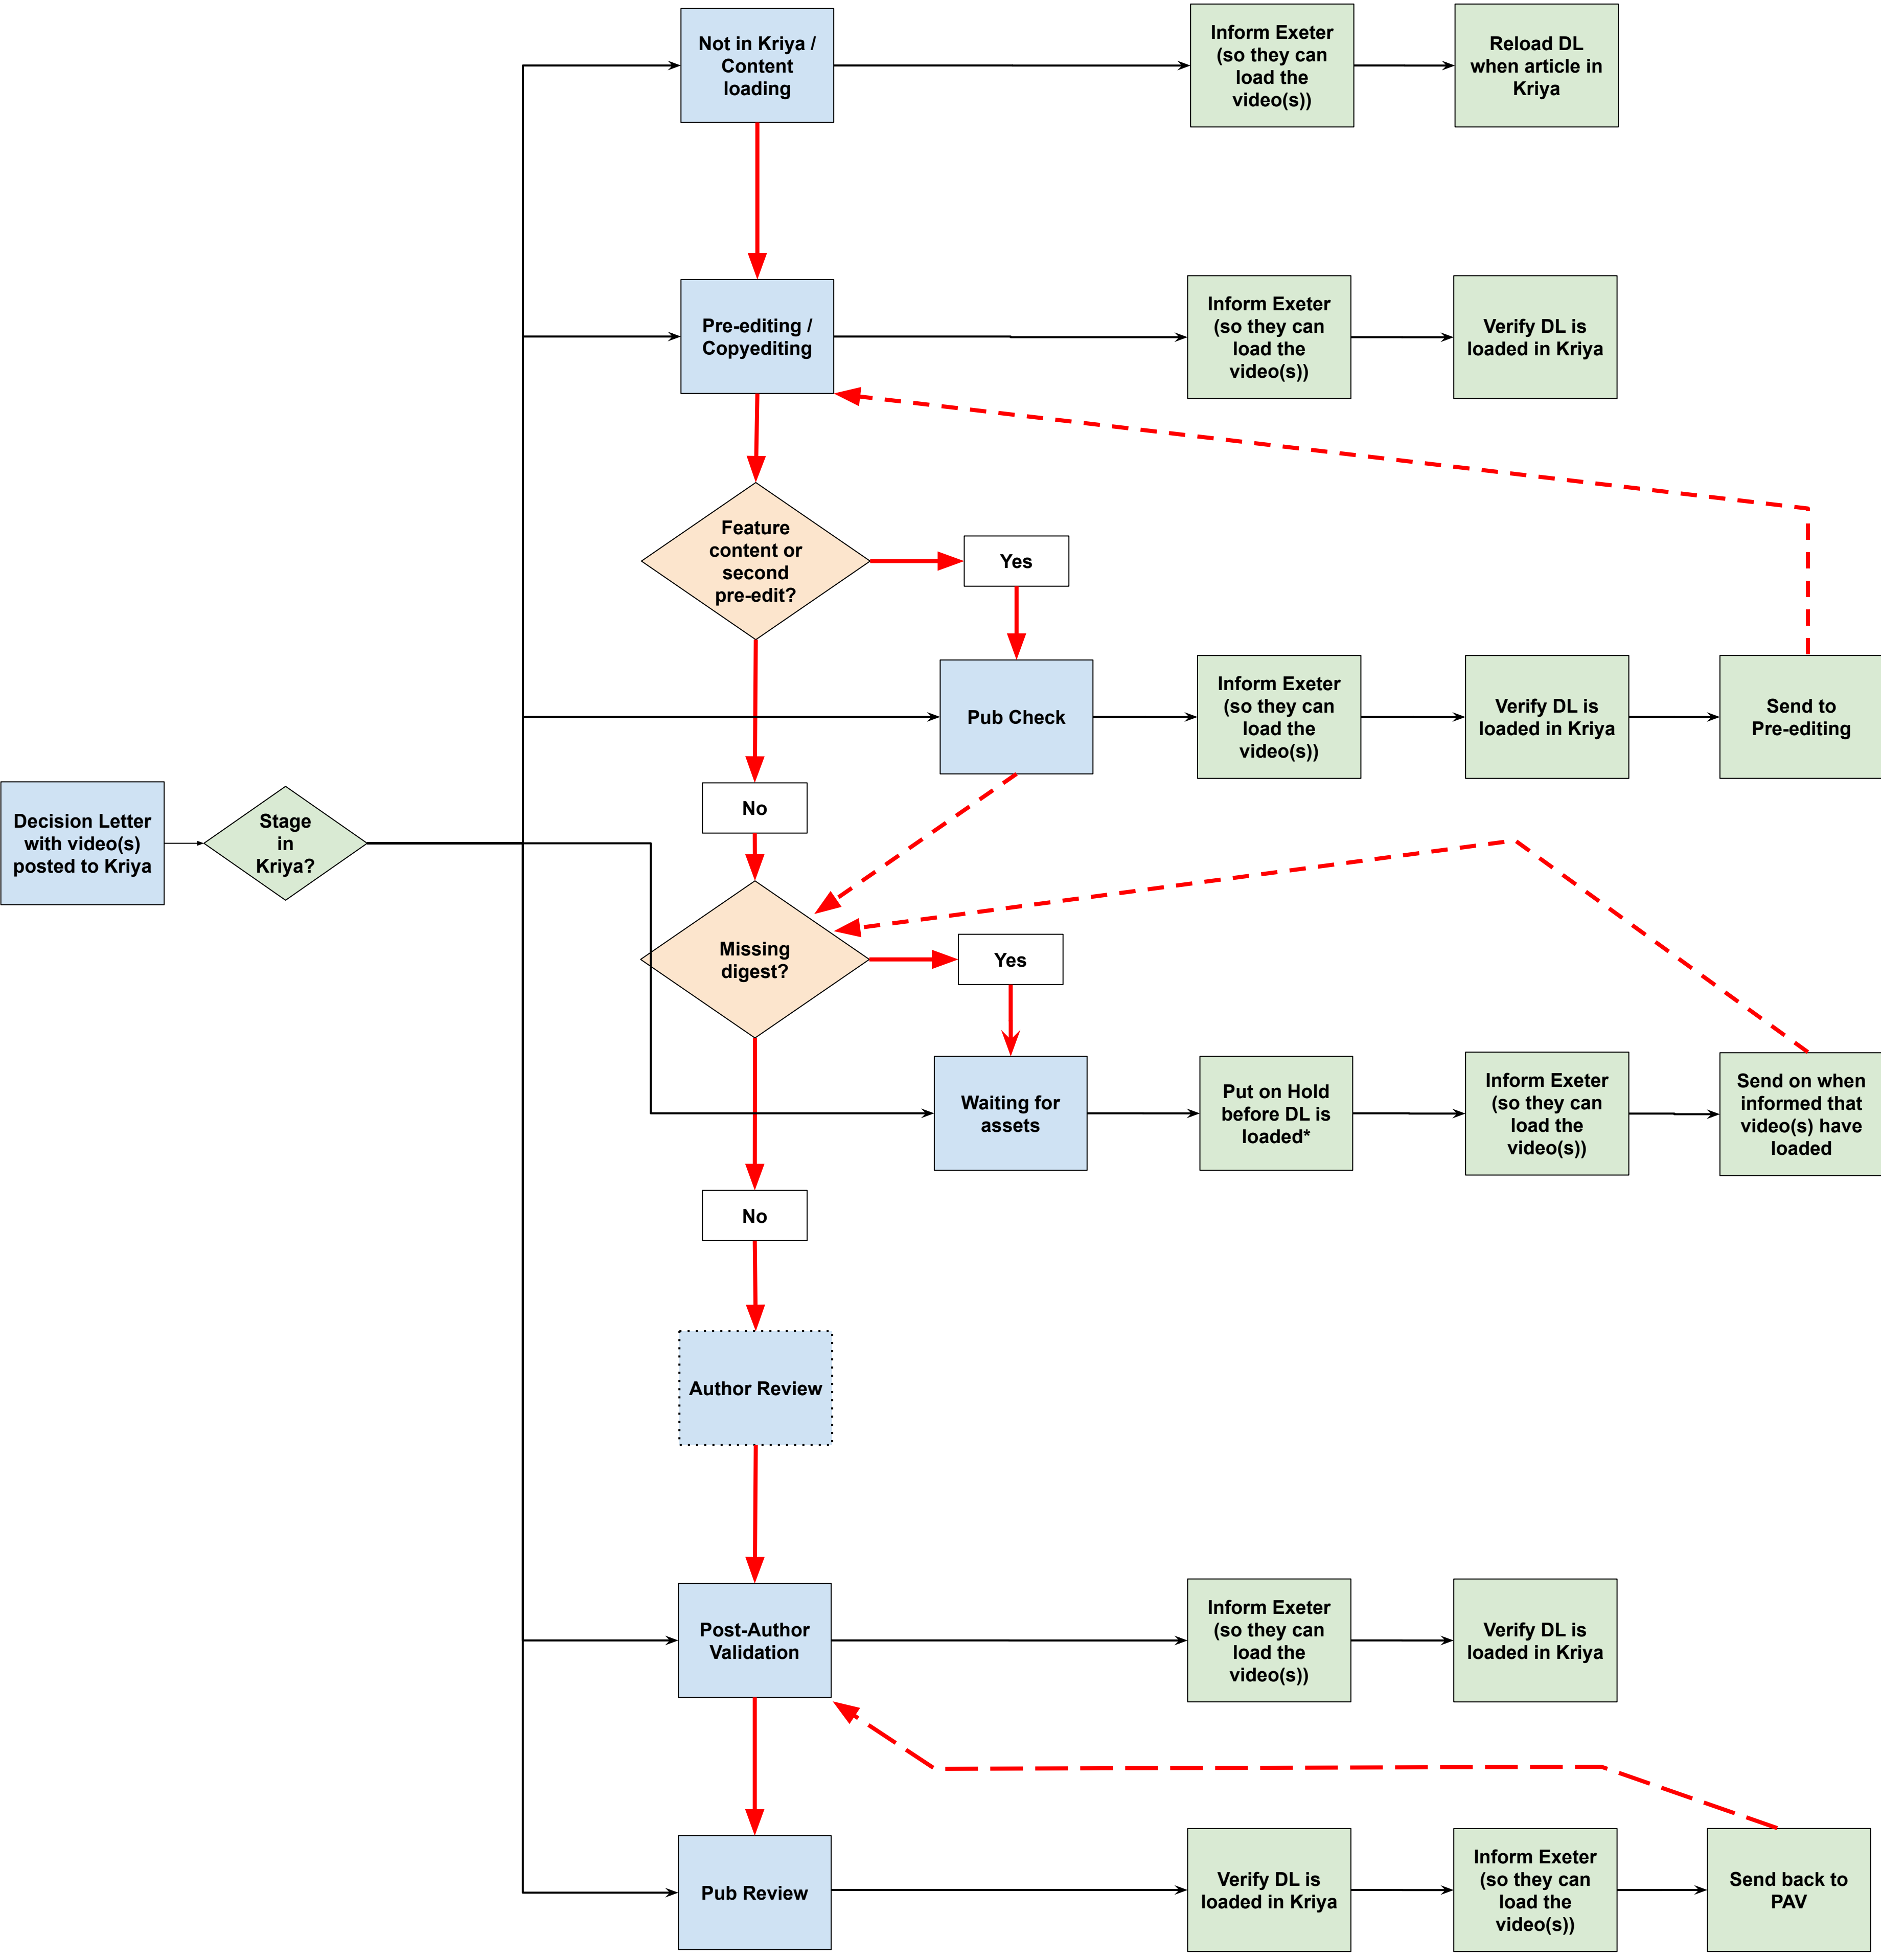 Not in Kriya /
Content
loading
Inform Exeter
(so they can
load the
video(s))
Reload DL
when article in
Kriya
Pre-editing /
Copyediting
Inform Exeter
(so they can
load the
video(s))
Verify DL is
loaded in Kriya
Feature
content or
second
pre-edit?
Yes
Pub Check
Inform Exeter
(so they can
load the
video(s))
Verify DL is
loaded in Kriya
Send to
Pre-editing
No
Decision Letter
with video(s)
posted to Kriya
Stage
in
Kriya?
Missing
digest?
Yes
Waiting for
assets
Put on Hold
before DL is
loaded*
Inform Exeter
(so they can
load the
video(s))
Send on when
informed that
video(s) have
loaded
No
Author Review
Post-Author
Validation
Inform Exeter
(so they can
load the
video(s))
Verify DL is
loaded in Kriya
Pub Review
Verify DL is
loaded in Kriya
Inform Exeter
(so they can
load the
video(s))
Send back to
PAV